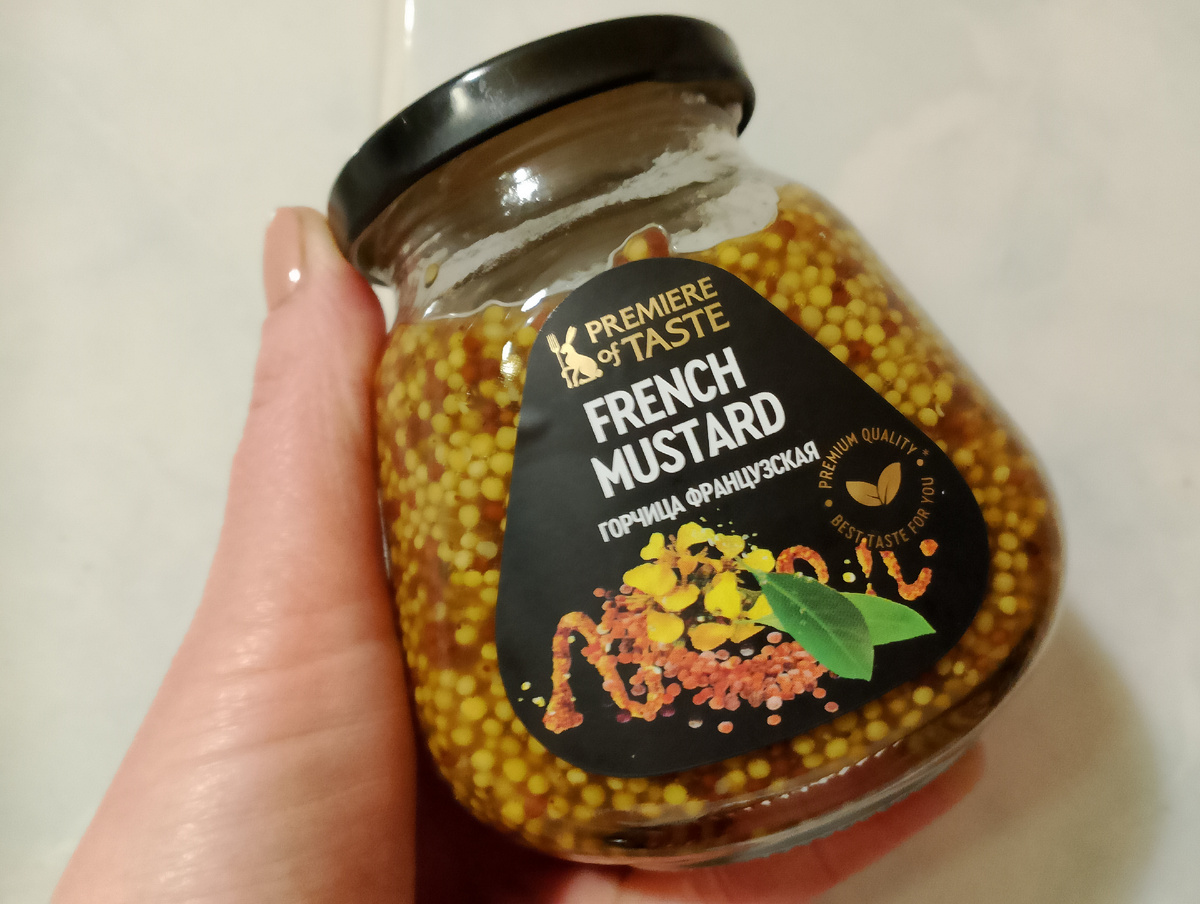 PREMIERE
of TASTE
FRENCH
MUSTARD
ГОРЧИЦА ФРАНЦУЗСКАЯ
PREMIUM QUALITY*
BEST TASTE FOR YOU